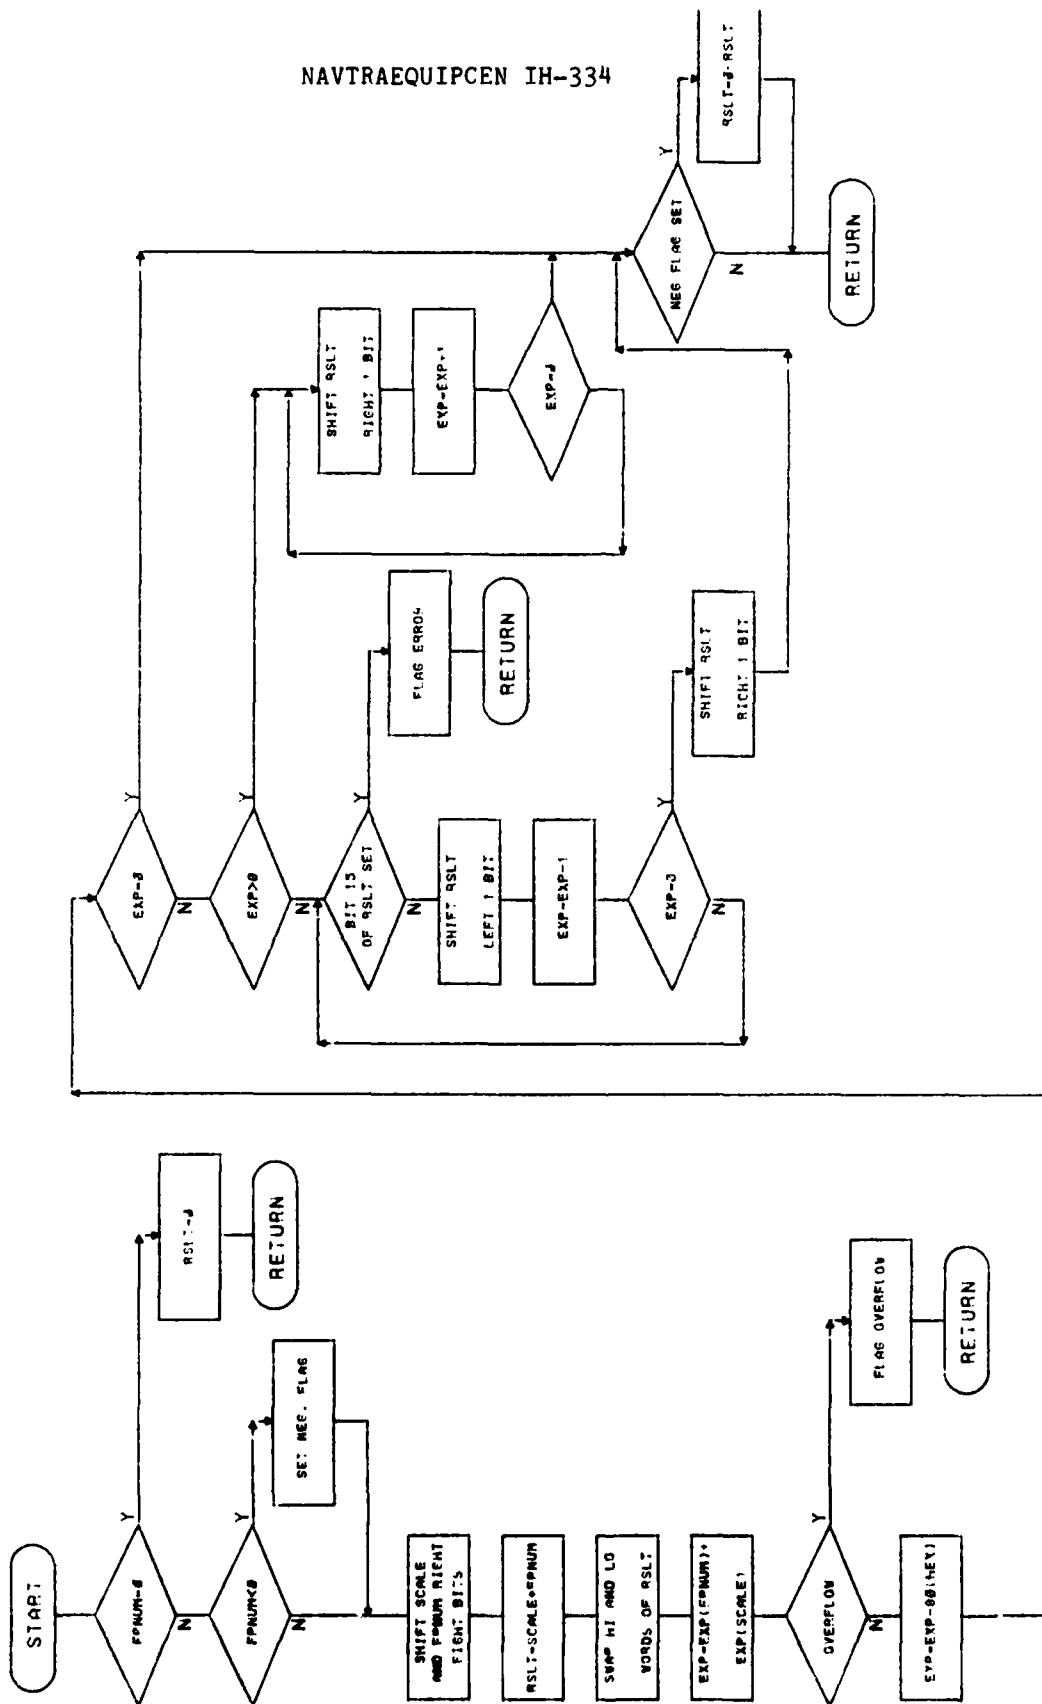 NAVTRAEQUIPCEN IH-334
START
FPNUM=0
Y
RSLT=0
RETURN
N
FPNUM<0
Y
SET NEG. FLAG
N
SHIFT SCALE
AND FPNUM RIGHT
EIGHT BITS
RSLT=SCALE*FPNUM
SWAP HI AND LO
WORDS OF RSLT
EXP=EXP(FPNUM)+
EXP(SCALE)
OVERFLOW
Y
FLAG OVERFLOW
RETURN
N
EXP=EXP-80(HEX)
EXP=0
Y
N
EXP>0
Y
N
BIT 15
OF RSLT SET
Y
FLAG ERROR
RETURN
N
SHIFT RSLT
LEFT 1 BIT
EXP=EXP-1
EXP=0
Y
N
SHIFT RSLT
RIGHT 1 BIT
SHIFT RSLT
RIGHT 1 BIT
EXP=EXP+1
EXP=0
NEG FLAG SET
Y
RSLT=0-RSLT
N
RETURN